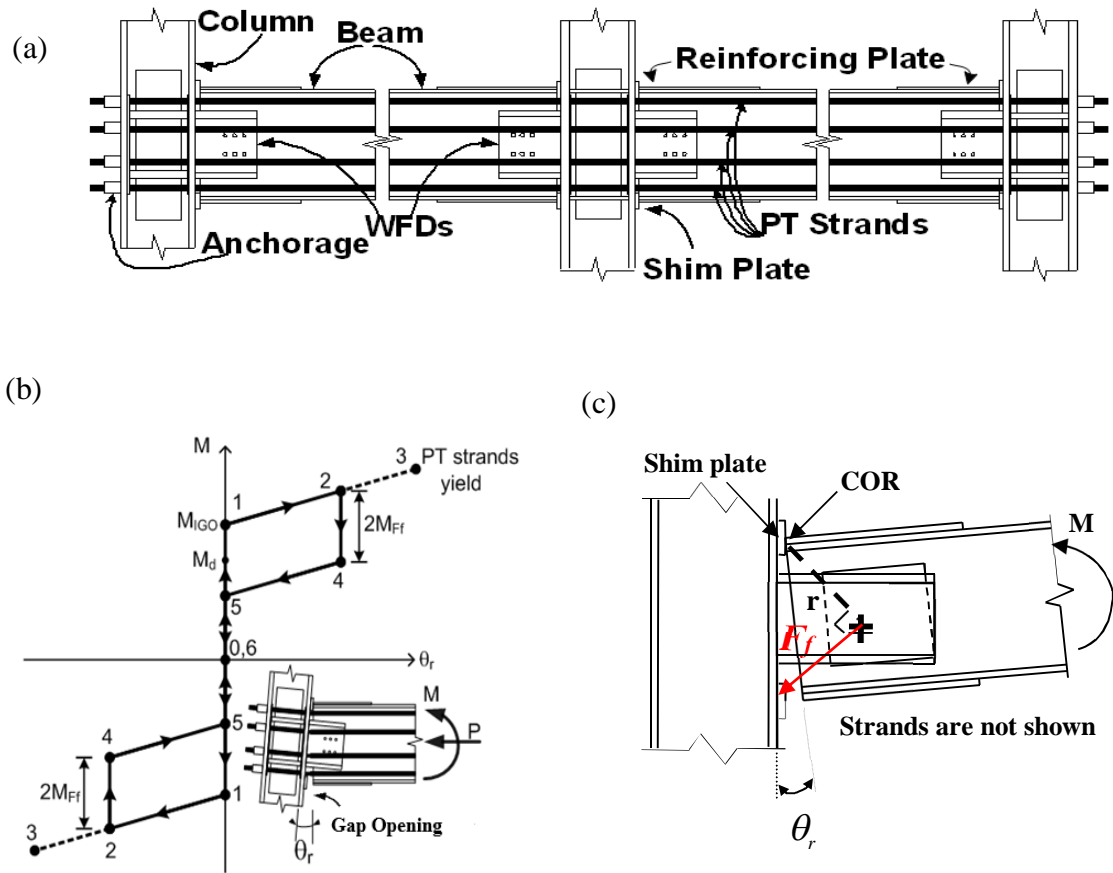 (a)
Column
Beam
Reinforcing Plate
WFDs
Anchorage
PT Strands
Shim Plate
(b)
M
3
PT strands
yield
2
1
M_IGO
2M_Ff
M_d
4
5
0,6
θ_r
M
5
P
4
2M_Ff
1
Gap Opening
3
2
θ_r
(c)
Shim plate
COR
M
r
F_f
Strands are not shown
θ_r